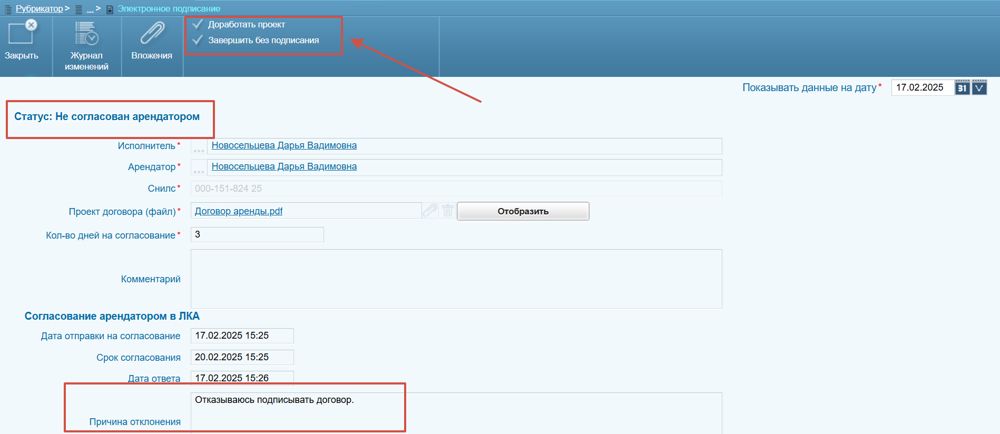 Рубрикатор > ... > Электронное подписание
Закрыть
Журнал изменений
Вложения
Доработать проект
Завершить без подписания
Показывать данные на дату* 17.02.2025 31
Статус: Не согласован арендатором
Исполнитель* ... Новосельцева Дарья Вадимовна
Арендатор* ... Новосельцева Дарья Вадимовна
Снилс* 000-151-824 25
Проект договора (файл)* Договор аренды.pdf Отобразить
Кол-во дней на согласование* 3
Комментарий
Согласование арендатором в ЛКА
Дата отправки на согласование 17.02.2025 15:25
Срок согласования 20.02.2025 15:25
Дата ответа 17.02.2025 15:26
Отказываюсь подписывать договор.
Причина отклонения